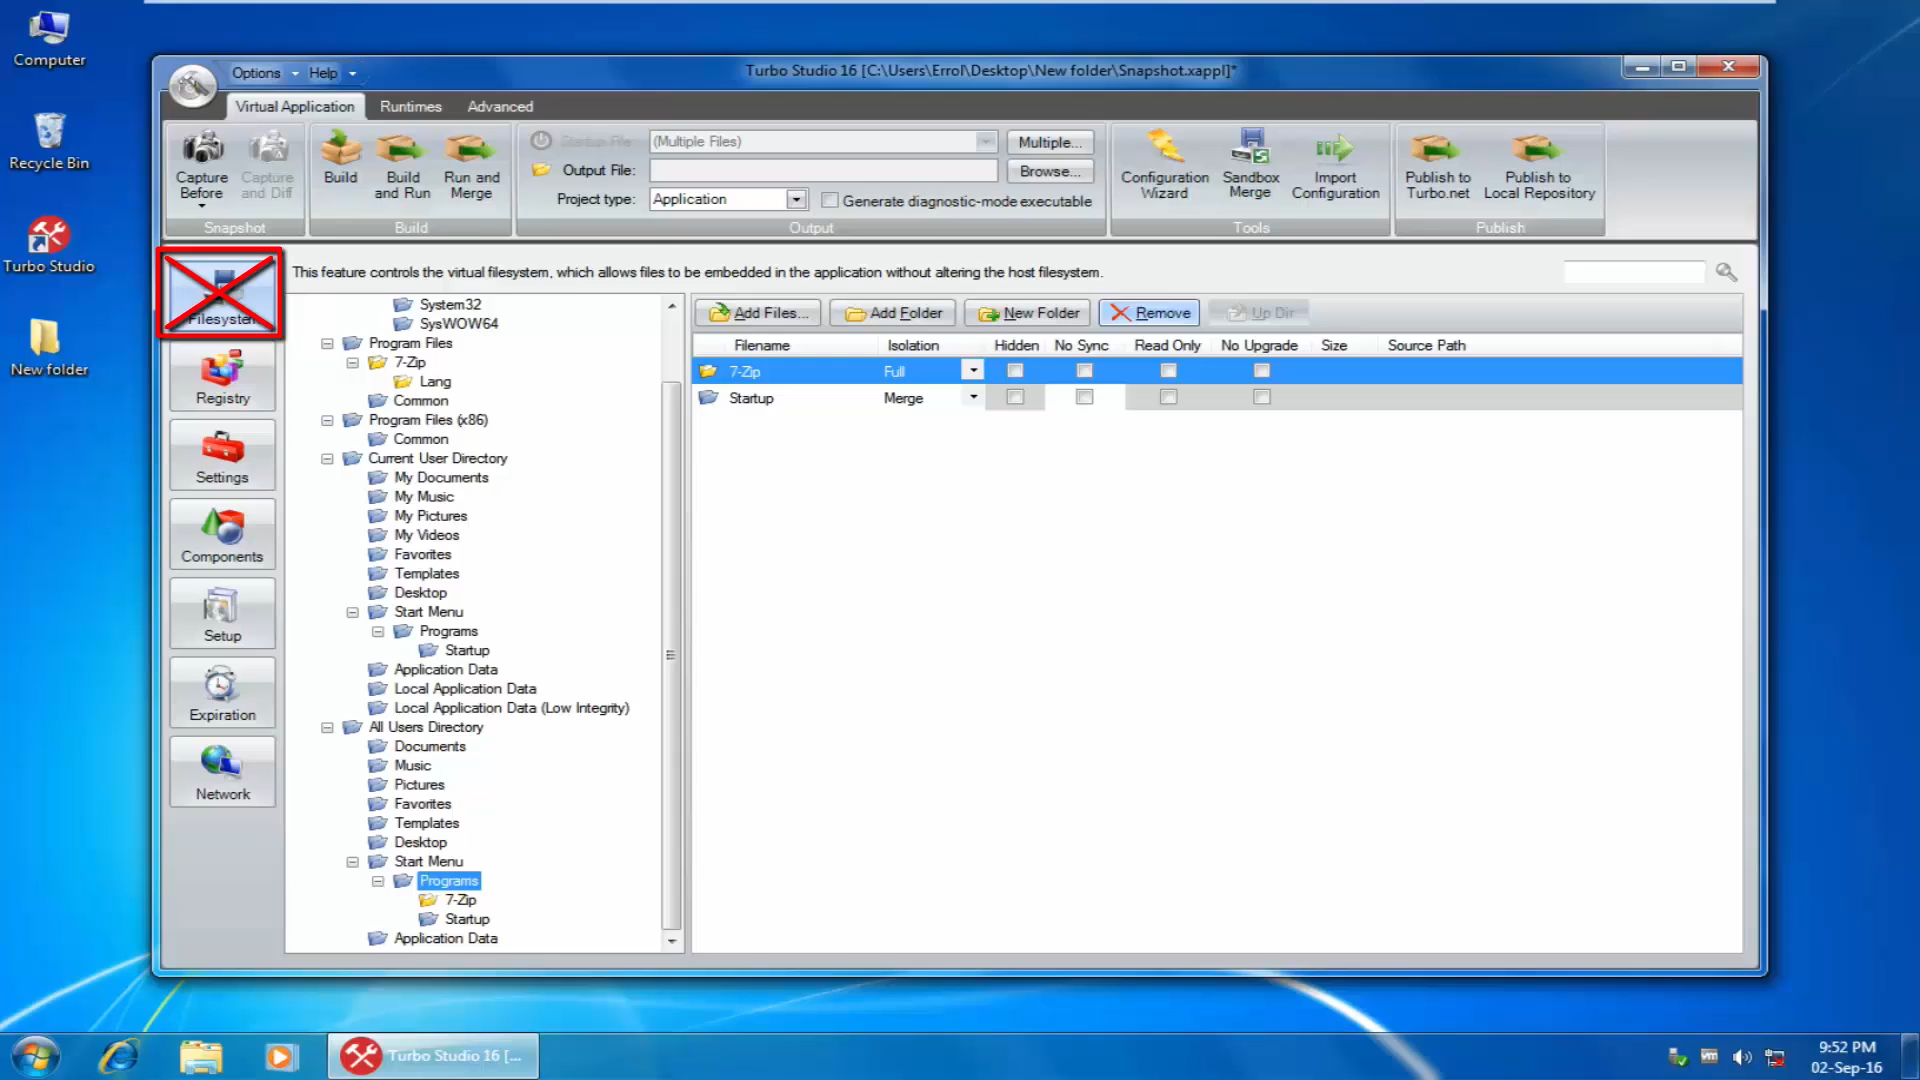 Computer
Recycle Bin
Turbo Studio
New folder
Options
Help
Turbo Studio 16 [C:\Users\Errol\Desktop\New folder\Snapshot.xappl]*
Virtual Application
Runtimes
Advanced
Capture
Before
Capture
and Diff
Snapshot
Build
Build
and Run
Run and
Merge
Build
Startup File
(Multiple Files)
Multiple...
Output File:
Browse...
Project type:
Application
Generate diagnostic-mode executable
Output
Configuration
Wizard
Sandbox
Merge
Import
Configuration
Tools
Publish to
Turbo.net
Publish to
Local Repository
Publish
Filesystem
Registry
Settings
Components
Setup
Expiration
Network
This feature controls the virtual filesystem, which allows files to be embedded in the application without altering the host filesystem.
System32
SysWOW64
Program Files
7-Zip
Lang
Common
Program Files (x86)
Common
Current User Directory
My Documents
My Music
My Pictures
My Videos
Favorites
Templates
Desktop
Start Menu
Programs
Startup
Application Data
Local Application Data
Local Application Data (Low Integrity)
All Users Directory
Documents
Music
Pictures
Favorites
Templates
Desktop
Start Menu
Programs
7-Zip
Startup
Application Data
Add Files...
Add Folder
New Folder
Remove
Up Dir
Filename Isolation Hidden No Sync Read Only No Upgrade Size Source Path
7-Zip Full
Startup Merge
Turbo Studio 16 [...
9:52 PM
02-Sep-16